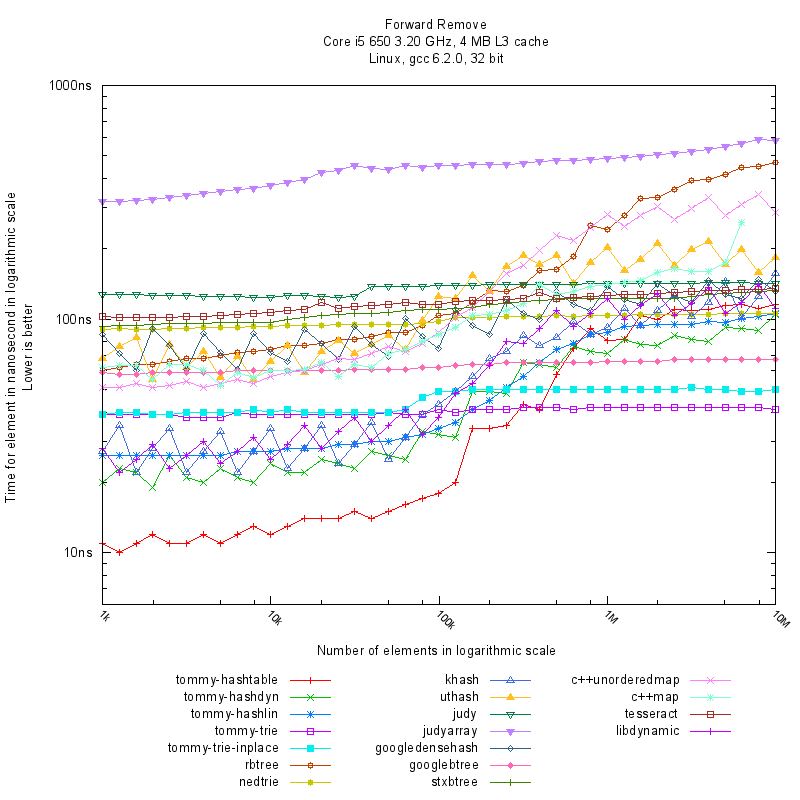 Forward Remove
Core i5 650 3.20 GHz, 4 MB L3 cache
Linux, gcc 6.2.0, 32 bit
1000ns
100ns
10ns
Time for element in nanosecond in logarithmic scale
Lower is better
1k
10k
100k
1M
10M
Number of elements in logarithmic scale
tommy-hashtable
tommy-hashdyn
tommy-hashlin
tommy-trie
tommy-trie-inplace
rbtree
nedtrie
khash
uthash
judy
judyarray
googledensehash
googlebtree
stxbtree
c++unorderedmap
c++map
tesseract
libdynamic